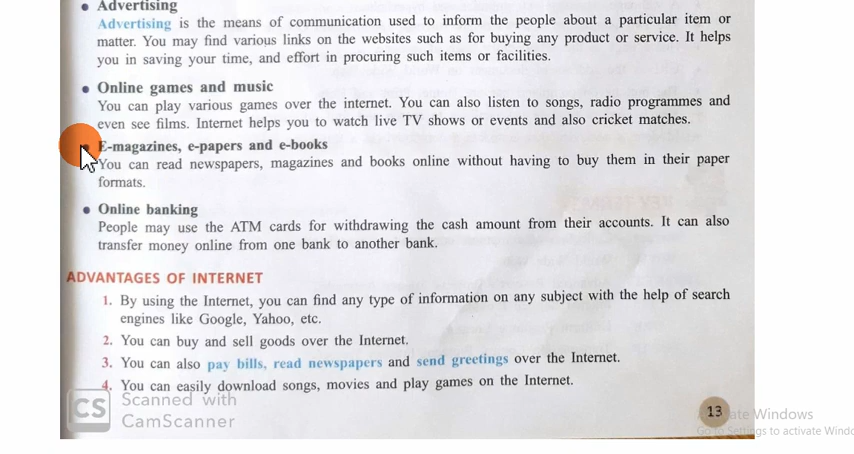 Advertising
Advertising is the means of communication used to inform the people about a particular item or
matter. You may find various links on the websites such as for buying any product or service. It helps
you in saving your time, and effort in procuring such items or facilities.
Online games and music
You can play various games over the internet. You can also listen to songs, radio programmes and
even see films. Internet helps you to watch live TV shows or events and also cricket matches.
E-magazines, e-papers and e-books
You can read newspapers, magazines and books online without having to buy them in their paper
formats.
Online banking
People may use the ATM cards for withdrawing the cash amount from their accounts. It can also
transfer money online from one bank to another bank.
ADVANTAGES OF INTERNET
1. By using the Internet, you can find any type of information on any subject with the help of search
engines like Google, Yahoo, etc.
2. You can buy and sell goods over the Internet.
3. You can also pay bills, read newspapers and send greetings over the Internet.
4. You can easily download songs, movies and play games on the Internet.
CS Scanned with
CamScanner
13
Windows
to Settings to activate